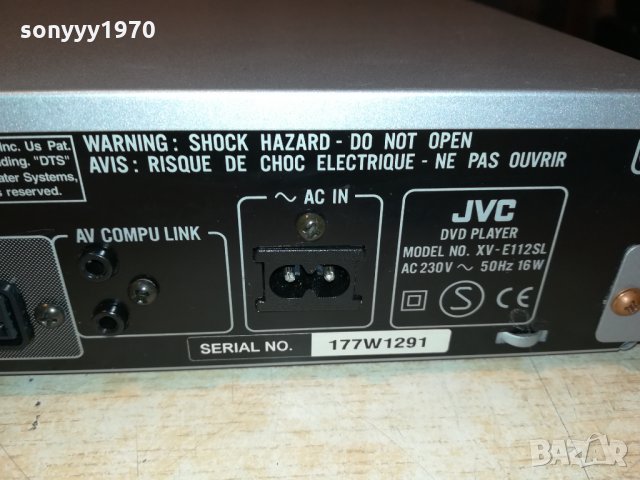 sonyyy1970
Inc. Us Pat.
"DTS"
Systems,
s reserved.
WARNING : SHOCK HAZARD - DO NOT OPEN
AVIS : RISQUE DE CHOC ELECTRIQUE - NE PAS OUVRIR
AV COMPU LINK
~ AC IN
JVC
DVD PLAYER
MODEL NO. XV-E112SL
AC 230V ~ 50Hz 16W
S CE
SERIAL NO. 177W1291
BAZAR